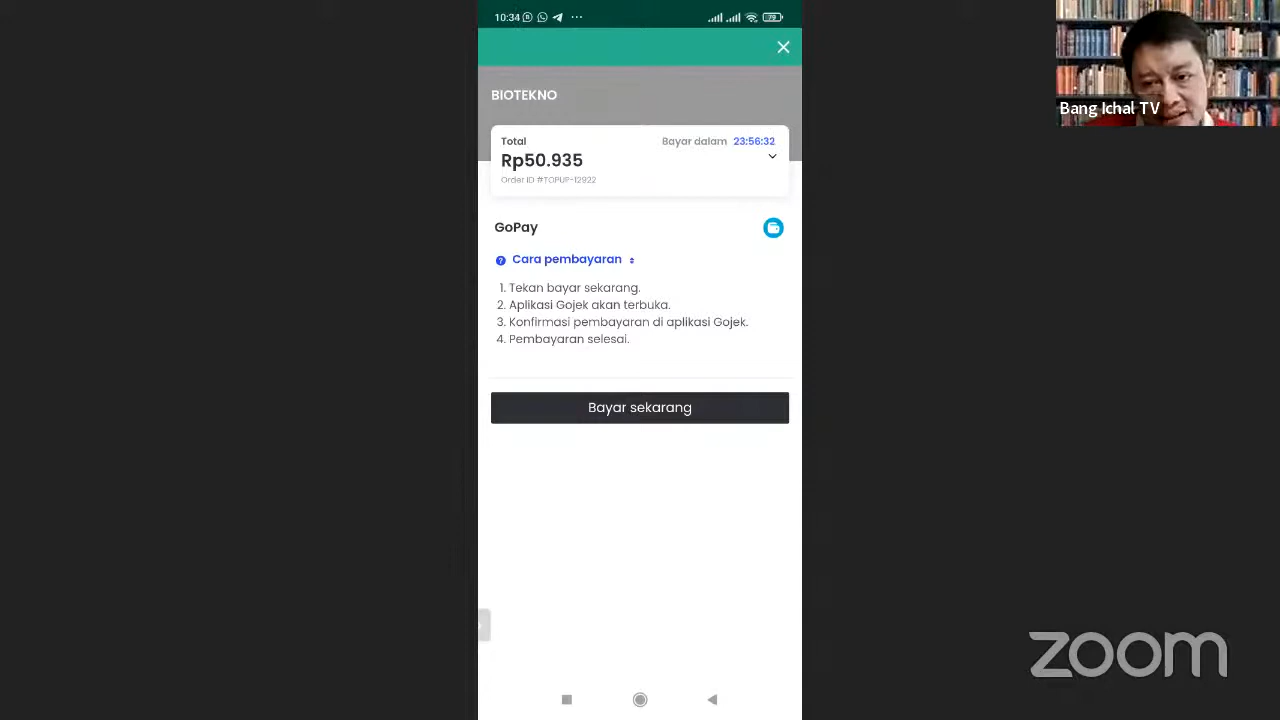 10:34
79
BIOTEKNO
Total
Bayar dalam 23:56:32
Rp50.935
Order ID #TOPUP-12922
GoPay
Cara pembayaran
1. Tekan bayar sekarang.
2. Aplikasi Gojek akan terbuka.
3. Konfirmasi pembayaran di aplikasi Gojek.
4. Pembayaran selesai.
Bayar sekarang
Bang Ichal TV
zoom